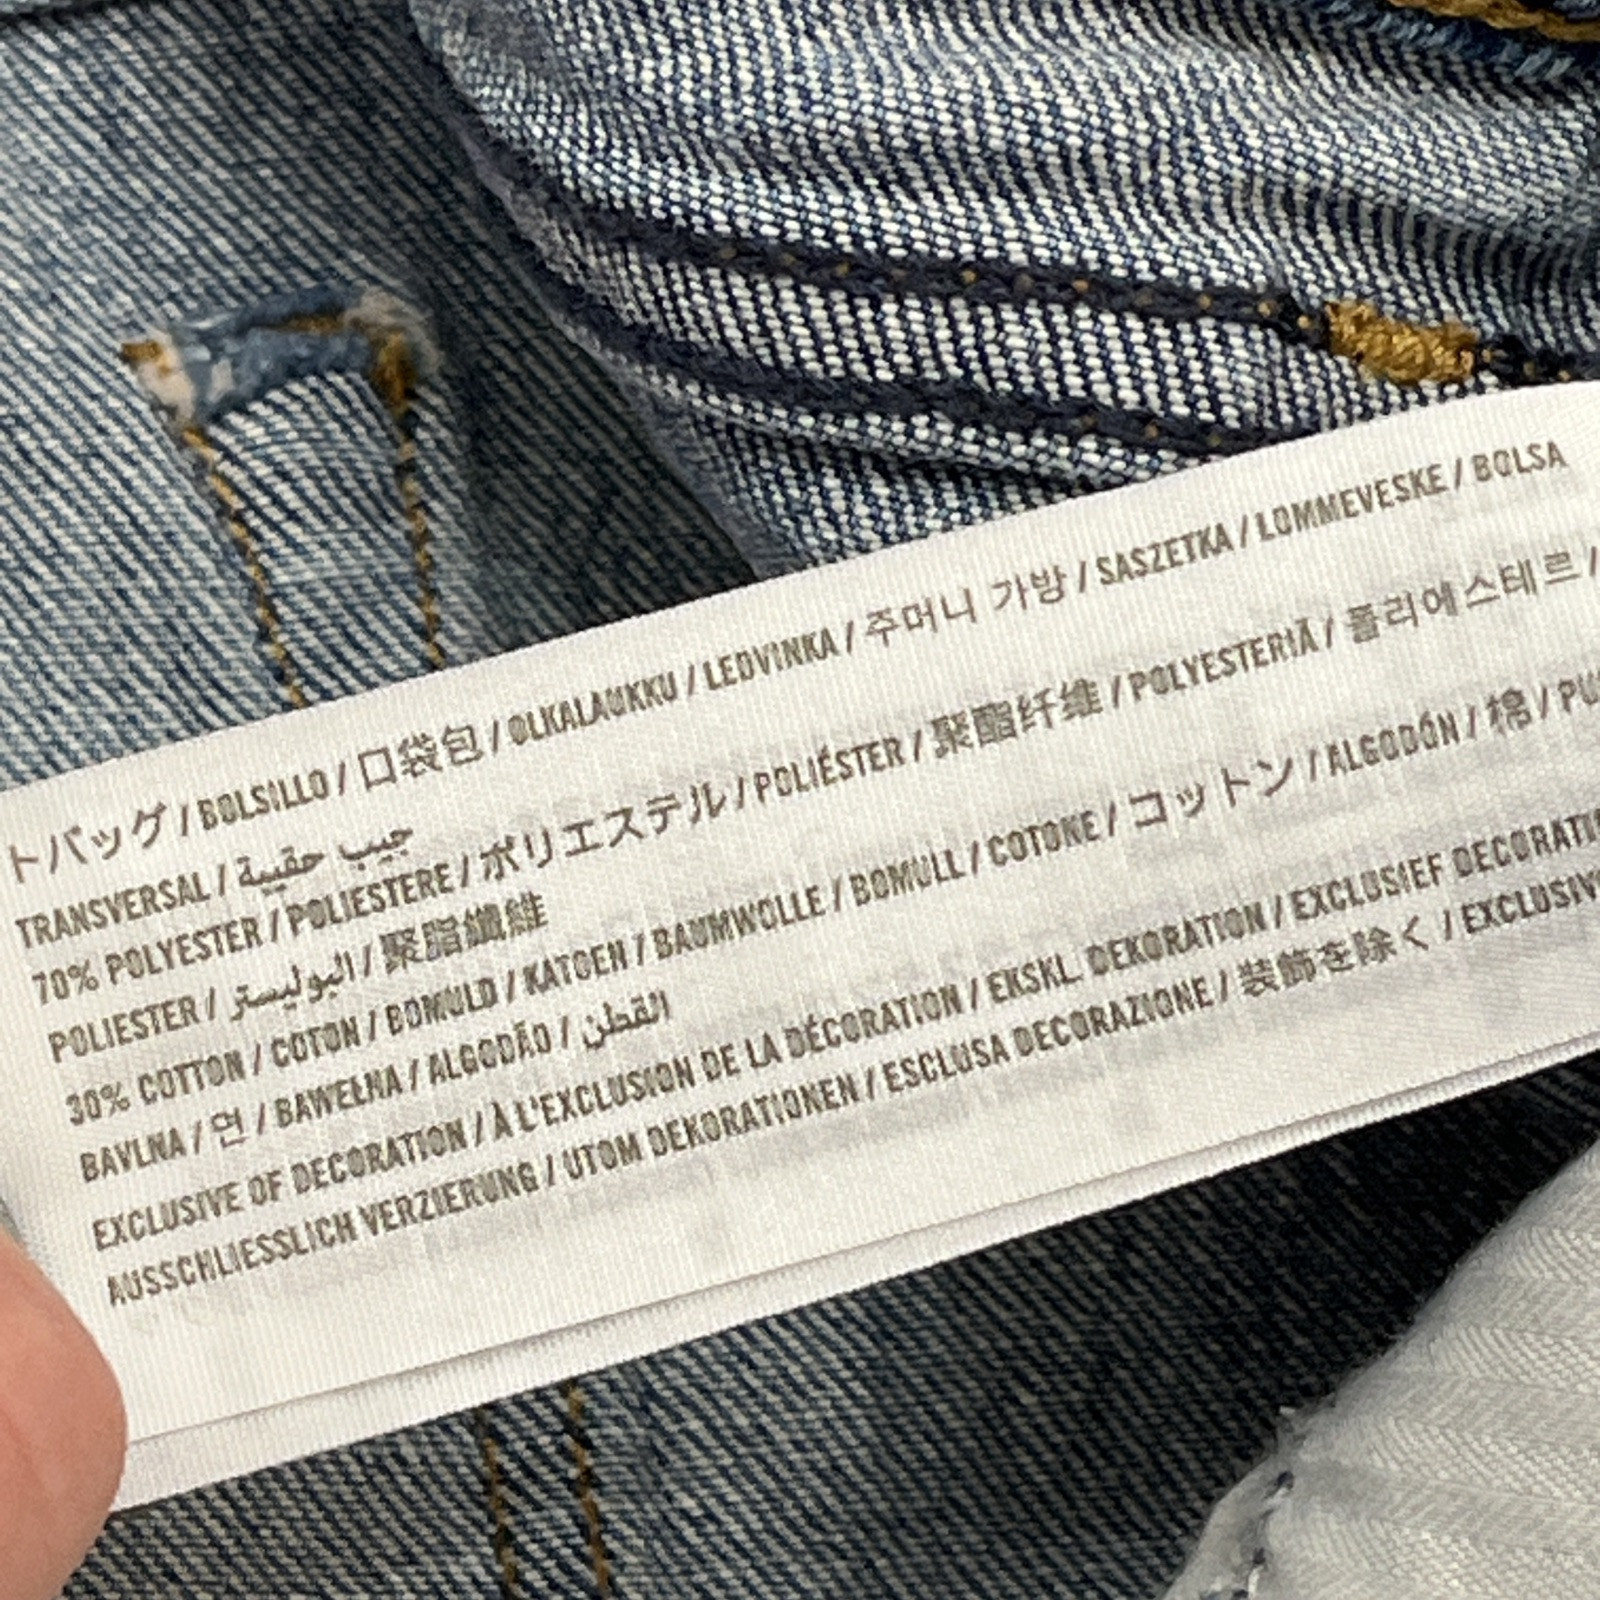 トバッグ / BOLSILLO / 口袋包 / OLKALAUKKU / LEDVINKA / 주머니 가방 / SASZETKA / LOMMEVESKE / BOLSA
TRANSVERSAL / جيب حقيبة
70% POLYESTER / POLIESTERE / ポリエステル / POLIÉSTER / 聚酯纤维 / POLYESTERIÄ / 폴리에스테르 /
POLIESTER / البوليستر / 聚脂纖維
30% COTTON / COTON / BOMULD / KATOEN / BAUMWOLLE / BOMULL / COTONE / コットン / ALGODÓN / 棉 /
BAVLNA / 면 / BAWEŁNA / ALGODÃO / القطن
EXCLUSIVE OF DECORATION / À L'EXCLUSION DE LA DÉCORATION / EKSKL. DEKORATION / EXCLUSIEF
AUSSCHLIESSLICH VERZIERUNG / UTOM DEKORATIONEN / ESCLUSA DECORAZIONE / 装飾を除く /